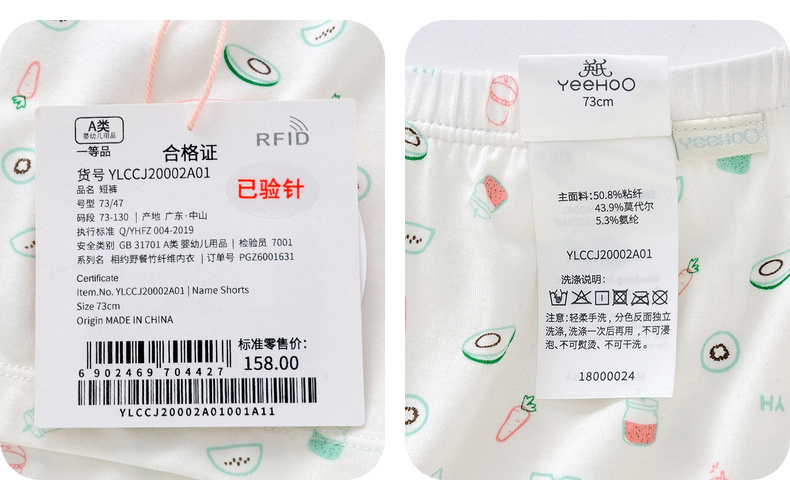 A类
婴幼儿用品
一等品
合格证
RFID
货号 YLCCJ20002A01
品名 短裤
号型 73/47
码段 73-130 | 产地 广东·中山
执行标准 Q/YHFZ 004-2019
安全类别 GB 31701 A类 婴幼儿用品 | 检验员 7001
系列名 相约野餐竹纤维内衣 | 订单号 PGZ6001631
已验针
Certificate
Item.No. YLCCJ20002A01 | Name Shorts
Size 73cm
Origin MADE IN CHINA
标准零售价：
158.00
6 902469 704427
YLCCJ20002A01001A11
英氏
YeeHoO
73cm
YeeHoO
主面料:50.8%粘纤
43.9%莫代尔
5.3%氨纶
YLCCJ20002A01
洗涤说明：
注意:轻柔手洗，分色反面独立
洗涤,洗涤一次后再用，不可浸
泡、不可熨烫、不可干洗。
18000024
YH